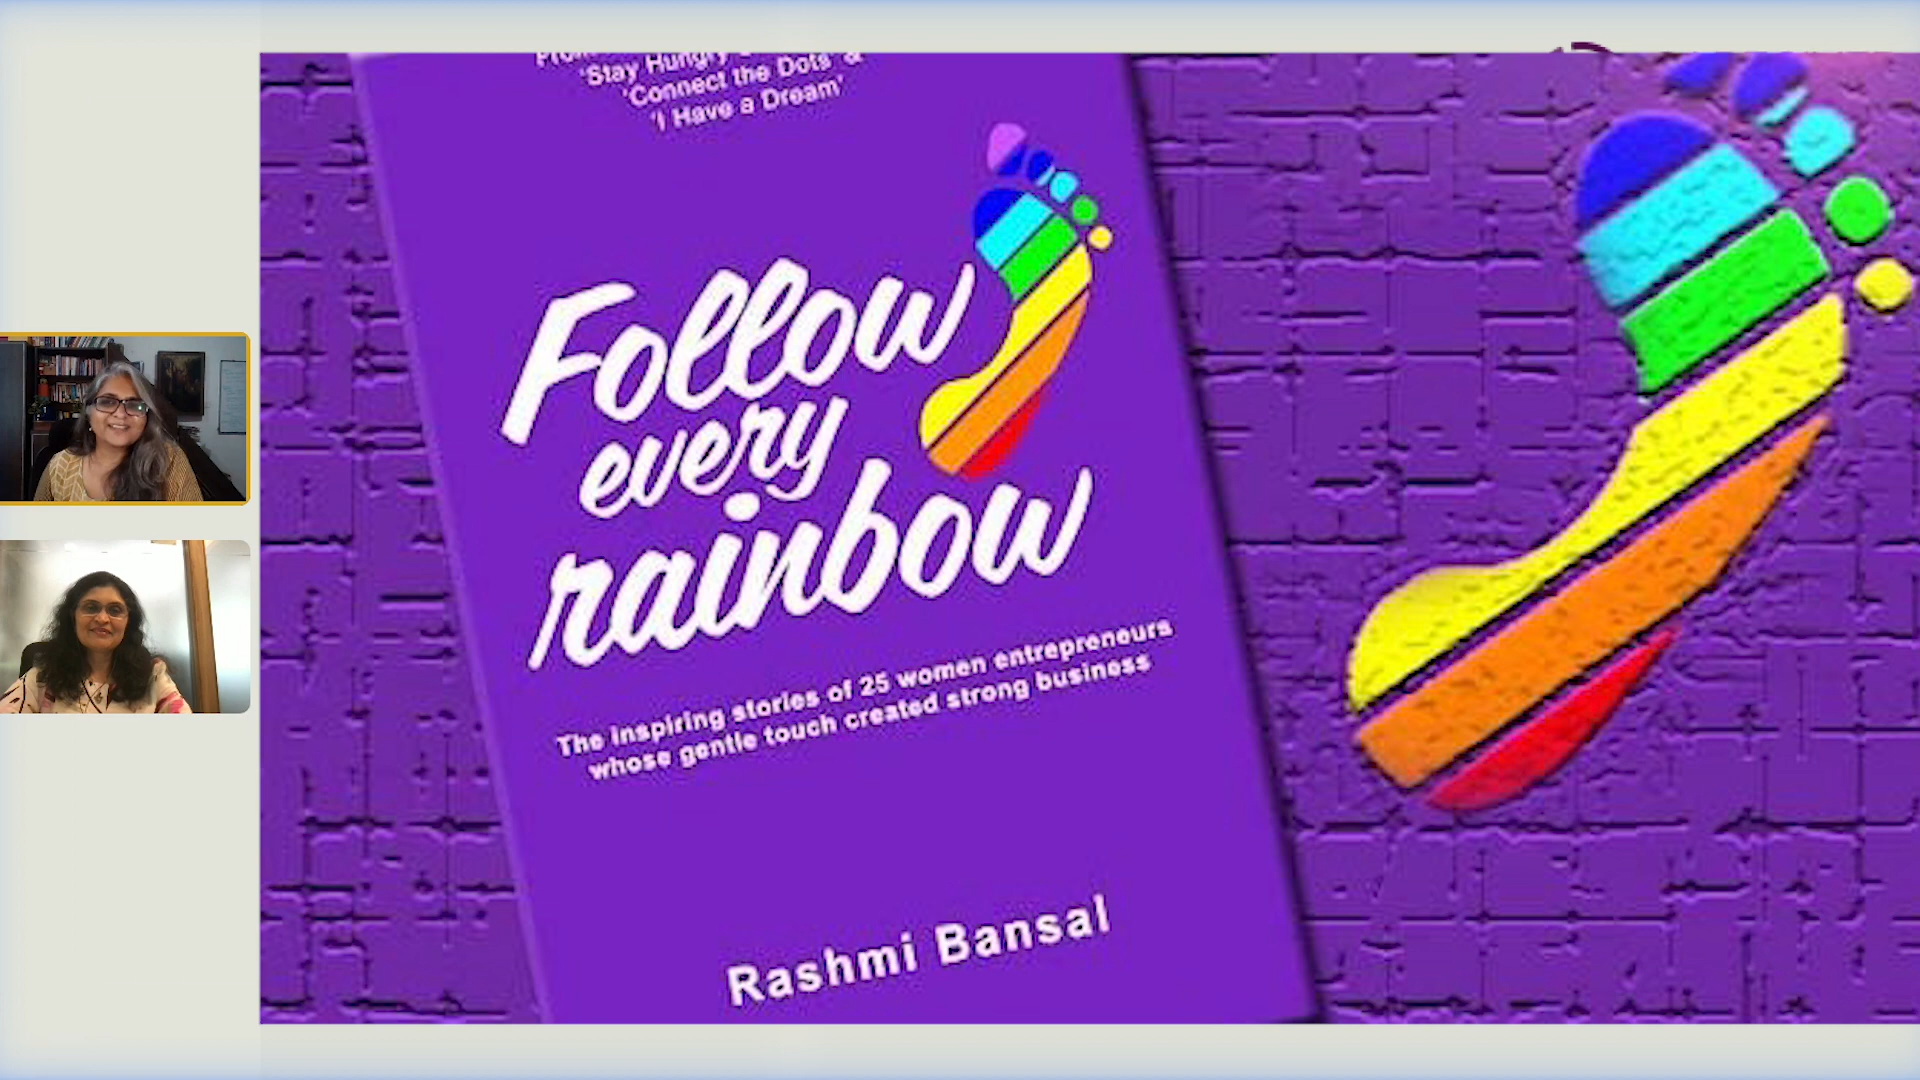 'Stay Hungry
'Connect the Dots' &
'I Have a Dream'
Follow
every
rainbow
The inspiring stories of 25 women entrepreneurs
whose gentle touch created strong business
Rashmi Bansal